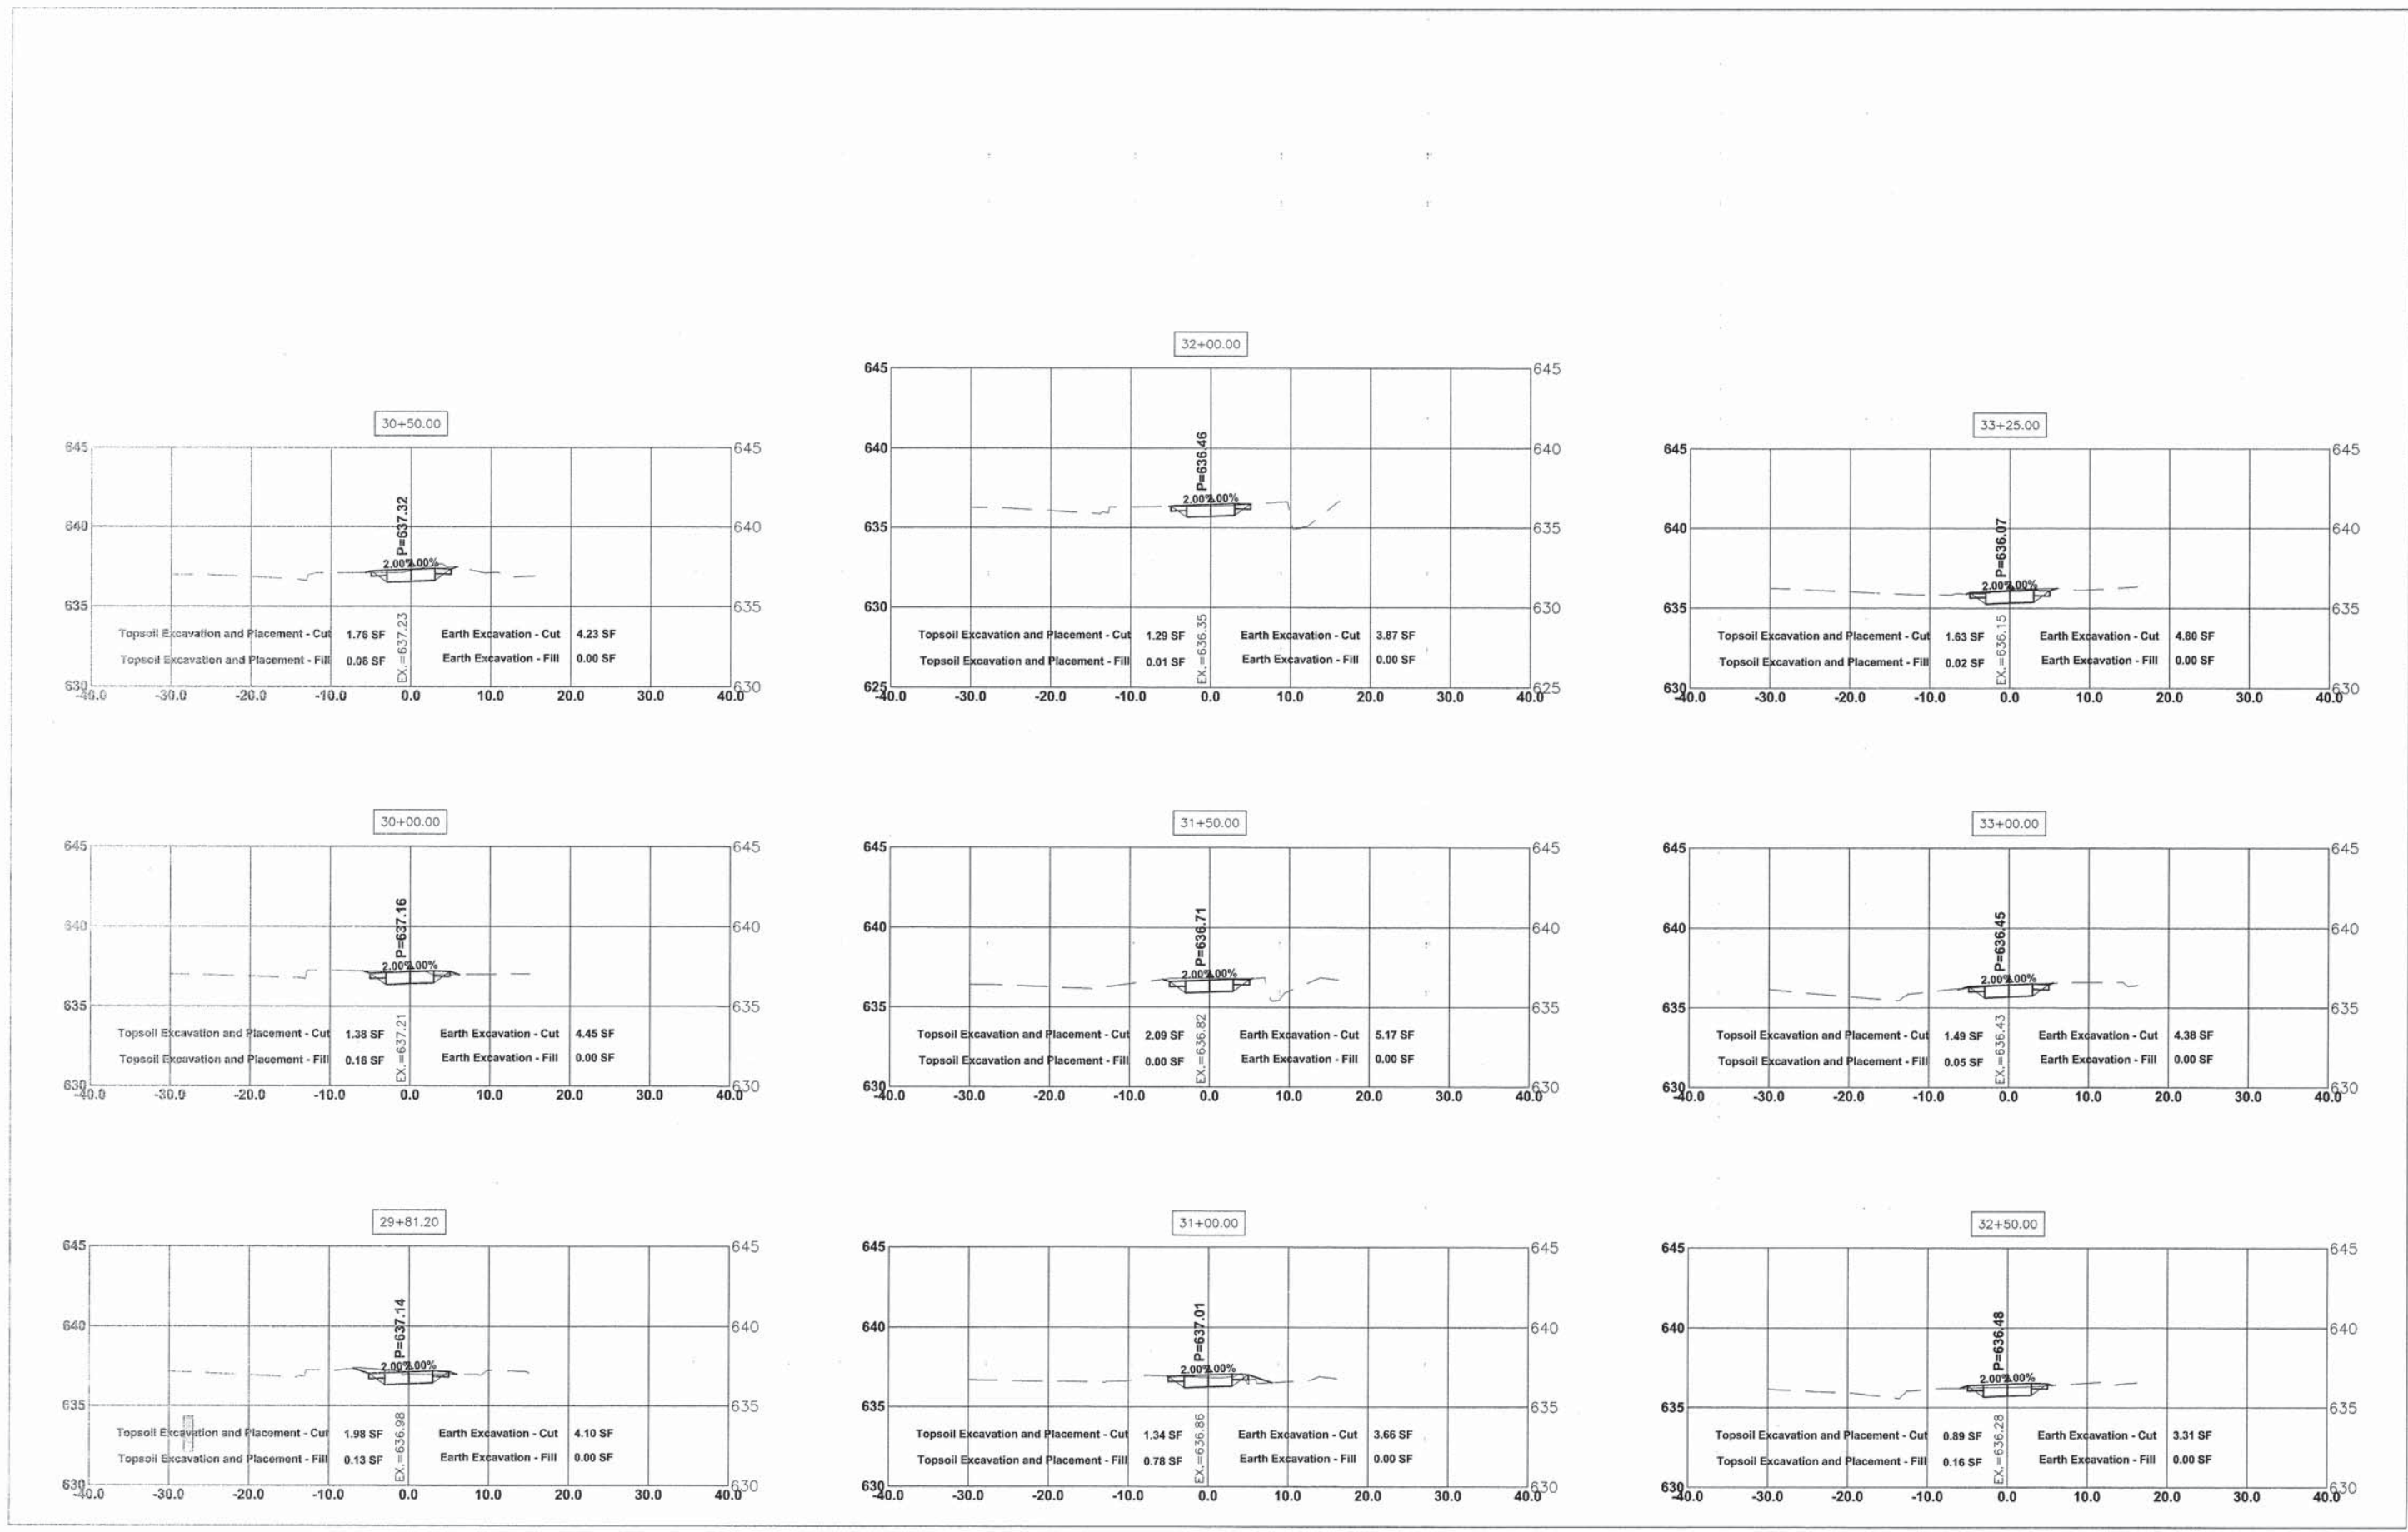 30+50.00
645 645
P=637.32
640 640
2.00% 2.00%
635 635
EX.=637.23
Topsoil Excavation and Placement - Cut 1.76 SF Earth Excavation - Cut 4.23 SF
Topsoil Excavation and Placement - Fill 0.06 SF Earth Excavation - Fill 0.00 SF
630 630
-40.0 -30.0 -20.0 -10.0 0.0 10.0 20.0 30.0 40.0
32+00.00
645 645
P=636.46
640 640
2.00% 2.00%
635 635
630 630
EX.=636.35
Topsoil Excavation and Placement - Cut 1.29 SF Earth Excavation - Cut 3.87 SF
Topsoil Excavation and Placement - Fill 0.01 SF Earth Excavation - Fill 0.00 SF
625 625
-40.0 -30.0 -20.0 -10.0 0.0 10.0 20.0 30.0 40.0
33+25.00
645 645
P=636.07
640 640
2.00% 2.00%
635 635
EX.=636.15
Topsoil Excavation and Placement - Cut 1.63 SF Earth Excavation - Cut 4.80 SF
Topsoil Excavation and Placement - Fill 0.02 SF Earth Excavation - Fill 0.00 SF
630 630
-40.0 -30.0 -20.0 -10.0 0.0 10.0 20.0 30.0 40.0
30+00.00
645 645
P=637.16
640 640
2.00% 2.00%
635 635
EX.=637.21
Topsoil Excavation and Placement - Cut 1.38 SF Earth Excavation - Cut 4.45 SF
Topsoil Excavation and Placement - Fill 0.18 SF Earth Excavation - Fill 0.00 SF
630 630
-40.0 -30.0 -20.0 -10.0 0.0 10.0 20.0 30.0 40.0
31+50.00
645 645
P=636.71
640 640
2.00% 2.00%
635 635
EX.=636.82
Topsoil Excavation and Placement - Cut 2.09 SF Earth Excavation - Cut 5.17 SF
Topsoil Excavation and Placement - Fill 0.00 SF Earth Excavation - Fill 0.00 SF
630 630
-40.0 -30.0 -20.0 -10.0 0.0 10.0 20.0 30.0 40.0
33+00.00
645 645
P=636.45
640 640
2.00% 2.00%
635 635
EX.=636.43
Topsoil Excavation and Placement - Cut 1.49 SF Earth Excavation - Cut 4.38 SF
Topsoil Excavation and Placement - Fill 0.05 SF Earth Excavation - Fill 0.00 SF
630 630
-40.0 -30.0 -20.0 -10.0 0.0 10.0 20.0 30.0 40.0
29+81.20
645 645
P=637.14
640 640
2.00% 2.00%
635 635
EX.=636.98
Topsoil Excavation and Placement - Cut 1.98 SF Earth Excavation - Cut 4.10 SF
Topsoil Excavation and Placement - Fill 0.13 SF Earth Excavation - Fill 0.00 SF
630 630
-40.0 -30.0 -20.0 -10.0 0.0 10.0 20.0 30.0 40.0
31+00.00
645 645
P=637.01
640 640
2.00% 2.00%
635 635
EX.=636.86
Topsoil Excavation and Placement - Cut 1.34 SF Earth Excavation - Cut 3.66 SF
Topsoil Excavation and Placement - Fill 0.78 SF Earth Excavation - Fill 0.00 SF
630 630
-40.0 -30.0 -20.0 -10.0 0.0 10.0 20.0 30.0 40.0
32+50.00
645 645
P=636.48
640 640
2.00% 2.00%
635 635
EX.=636.28
Topsoil Excavation and Placement - Cut 0.89 SF Earth Excavation - Cut 3.31 SF
Topsoil Excavation and Placement - Fill 0.16 SF Earth Excavation - Fill 0.00 SF
630 630
-40.0 -30.0 -20.0 -10.0 0.0 10.0 20.0 30.0 40.0